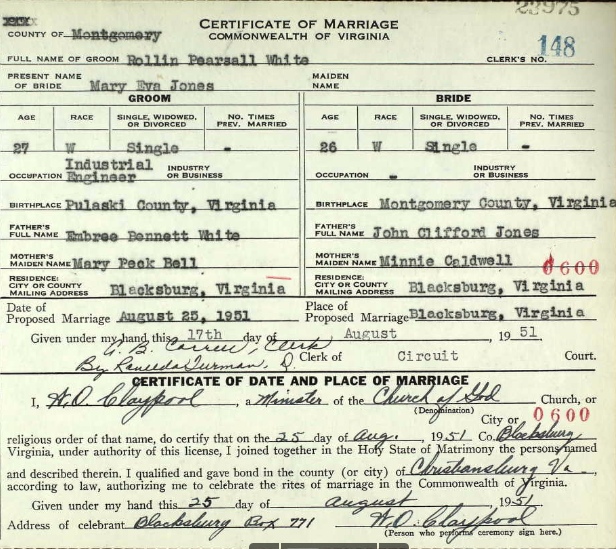 22975
CERTIFICATE OF MARRIAGE
COMMONWEALTH OF VIRGINIA
COUNTY OF Montgomery
148
FULL NAME OF GROOM Rollin Pearsall White CLERK'S NO.
PRESENT NAME OF BRIDE Mary Eva Jones MAIDEN NAME
GROOM BRIDE
AGE RACE SINGLE, WIDOWED, OR DIVORCED NO. TIMES PREV. MARRIED AGE RACE SINGLE, WIDOWED, OR DIVORCED NO. TIMES PREV. MARRIED
27 W Single - 26 W Single -
OCCUPATION Industrial Engineer INDUSTRY OR BUSINESS OCCUPATION - INDUSTRY OR BUSINESS
BIRTHPLACE Pulaski County, Virginia BIRTHPLACE Montgomery County, Virginia
FATHER'S FULL NAME Embree Bennett White FATHER'S FULL NAME John Clifford Jones
MOTHER'S MAIDEN NAME Mary Peck Bell MOTHER'S MAIDEN NAME Minnie Caldwell
0600
RESIDENCE: CITY OR COUNTY MAILING ADDRESS Blacksburg, Virginia RESIDENCE: CITY OR COUNTY MAILING ADDRESS Blacksburg, Virginia
Date of Proposed Marriage August 25, 1951 Place of Proposed Marriage Blacksburg, Virginia
Given under my hand this 17th day of August, 1951.
A. B. Correll, Clerk
By Turman, D. Clerk of Circuit Court.
CERTIFICATE OF DATE AND PLACE OF MARRIAGE
I, W. D. Claypool, a Minister of the Church of God Church, or
(Denomination) City or 0600
religious order of that name, do certify that on the 25 day of Aug. 1951 Co. Blacksburg
Virginia, under authority of this license, I joined together in the Holy State of Matrimony the persons named
and described therein. I qualified and gave bond in the county (or city) of Christiansburg Va,
according to law, authorizing me to celebrate the rites of marriage in the Commonwealth of Virginia.
Given under my hand this 25 day of August 1951
Address of celebrant Blacksburg Box 771 W. D. Claypool
(Person who performs ceremony sign here.)